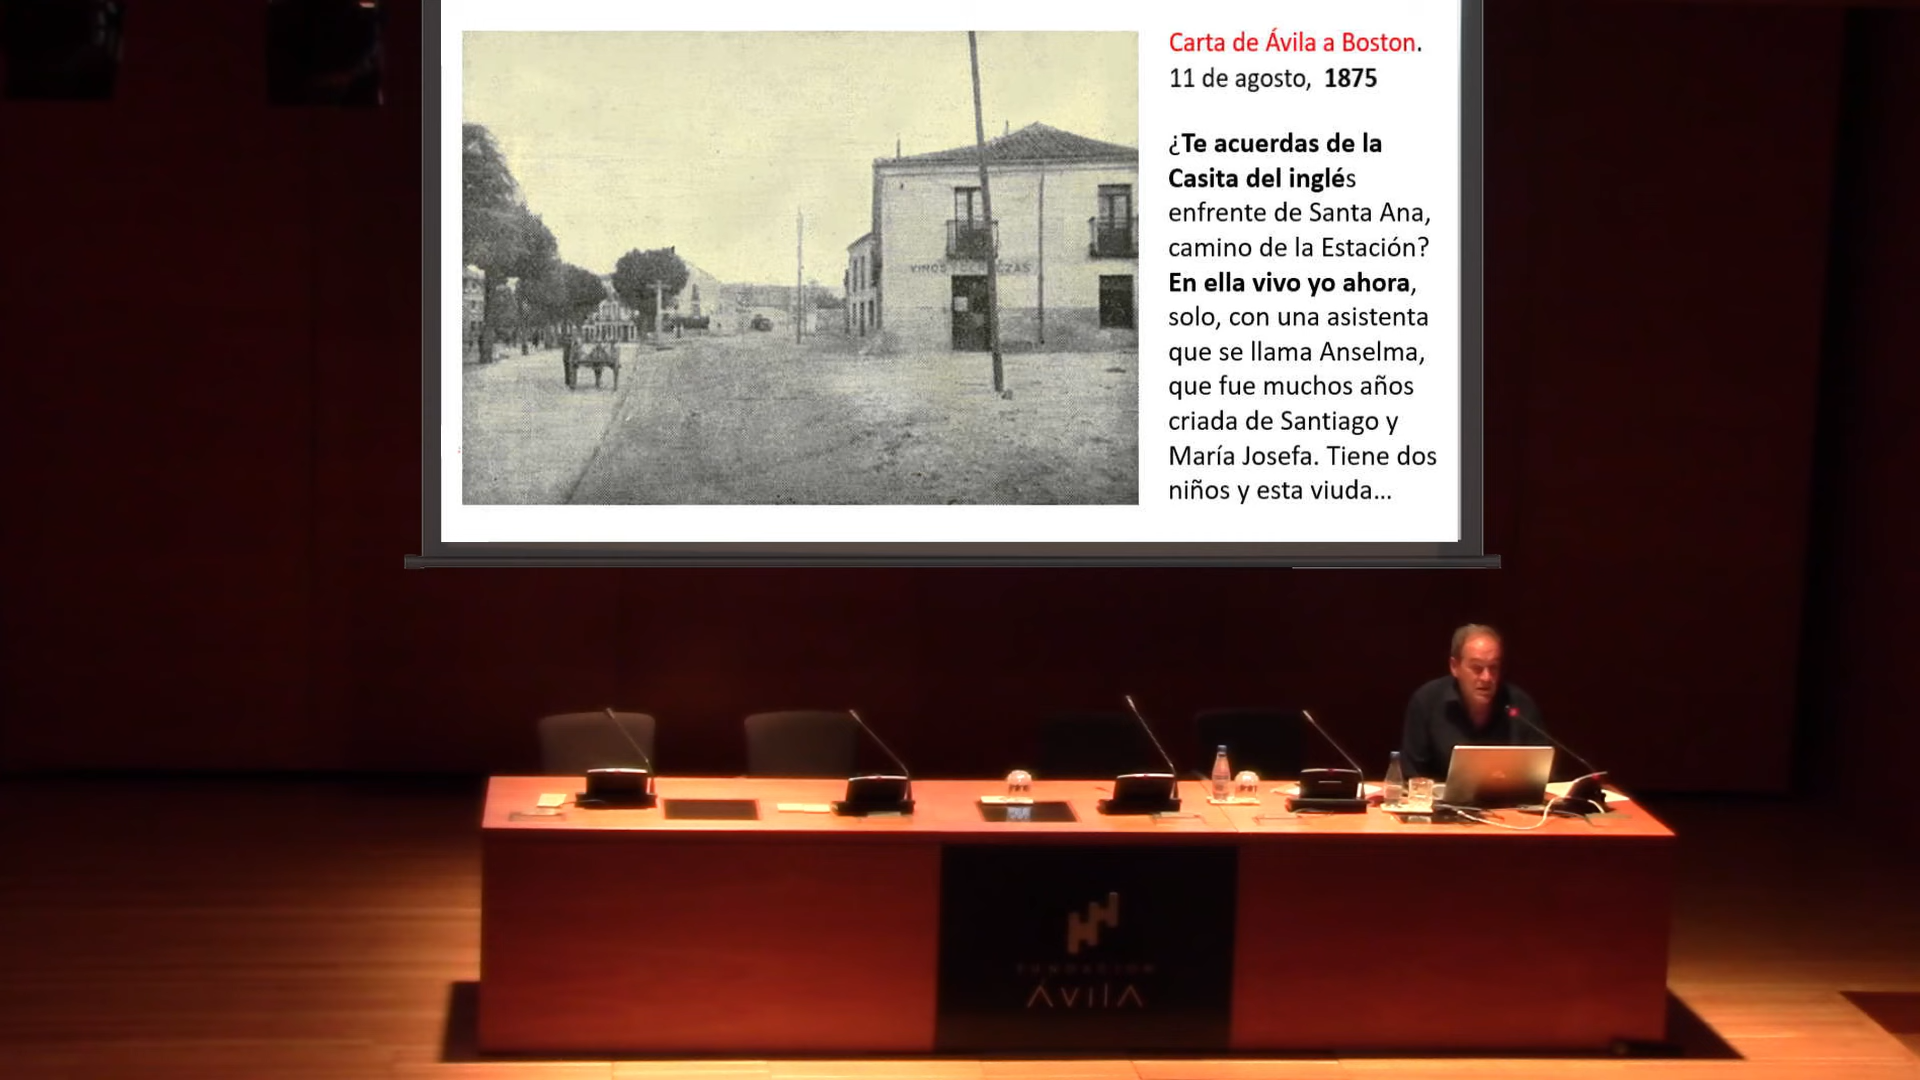 Carta de Ávila a Boston.
11 de agosto, 1875
¿Te acuerdas de la
Casita del inglés
enfrente de Santa Ana,
camino de la Estación?
En ella vivo yo ahora,
solo, con una asistenta
que se llama Anselma,
que fue muchos años
criada de Santiago y
María Josefa. Tiene dos
niños y esta viuda...
VINOS Y CERVEZAS
FUNDACION
ÁVILA